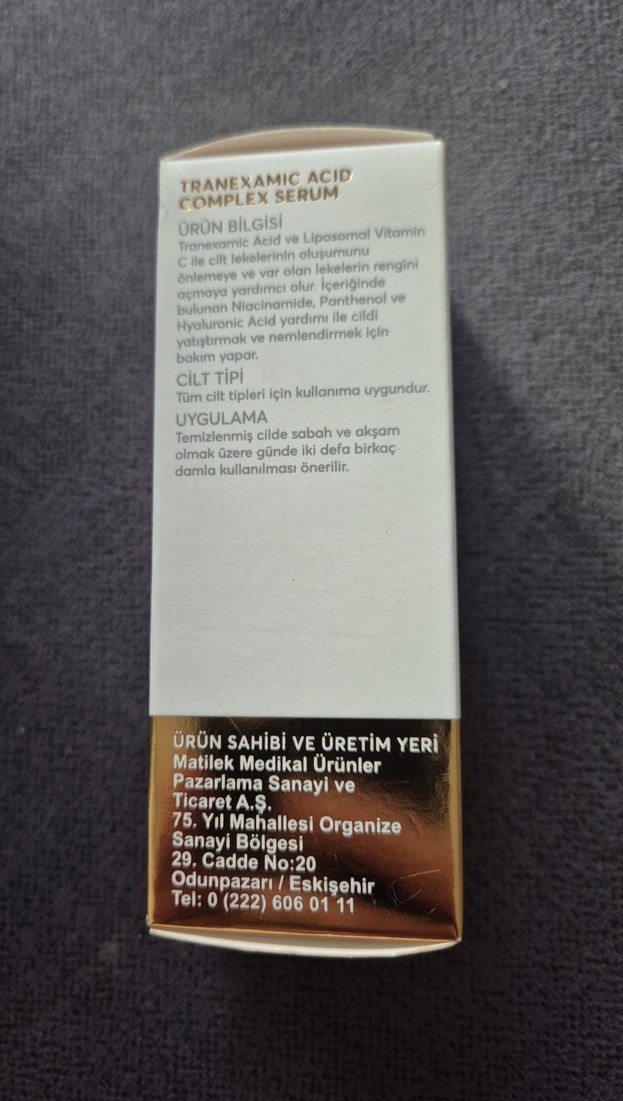 TRANEXAMIC ACID
COMPLEX SERUM
ÜRÜN BİLGİSİ
Tranexamic Acid ve Liposomal Vitamin
C ile cilt lekelerinin oluşumunu
önlemeye ve var olan lekelerin rengini
açmaya yardımcı olur. İçeriğinde
bulunan Niacinamide, Panthenol ve
Hyaluronic Acid yardımı ile cildi
yatıştırmak ve nemlendirmek için
bakım yapar.
CİLT TİPİ
Tüm cilt tipleri için kullanıma uygundur.
UYGULAMA
Temizlenmiş cilde sabah ve akşam
olmak üzere günde iki defa birkaç
damla kullanılması önerilir.
ÜRÜN SAHİBİ VE ÜRETİM YERİ
Matilek Medikal Ürünler
Pazarlama Sanayi ve
Ticaret A.Ş.
75. Yıl Mahallesi Organize
Sanayi Bölgesi
29. Cadde No:20
Odunpazarı / Eskişehir
Tel: 0 (222) 606 01 11